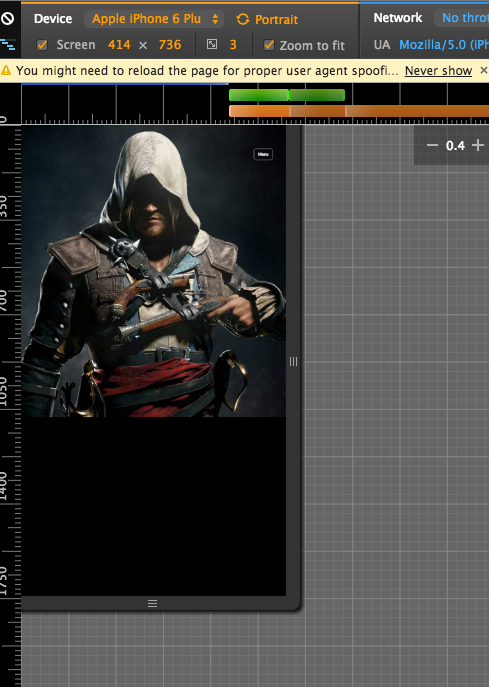 Device Apple iPhone 6 Plu Portrait Network No throt
Screen 414 × 736 3 Zoom to fit UA Mozilla/5.0 (iPh
You might need to reload the page for proper user agent spoofi... Never show ×
0
− 0.4 +
Menu
350
700
1050
1400
1750